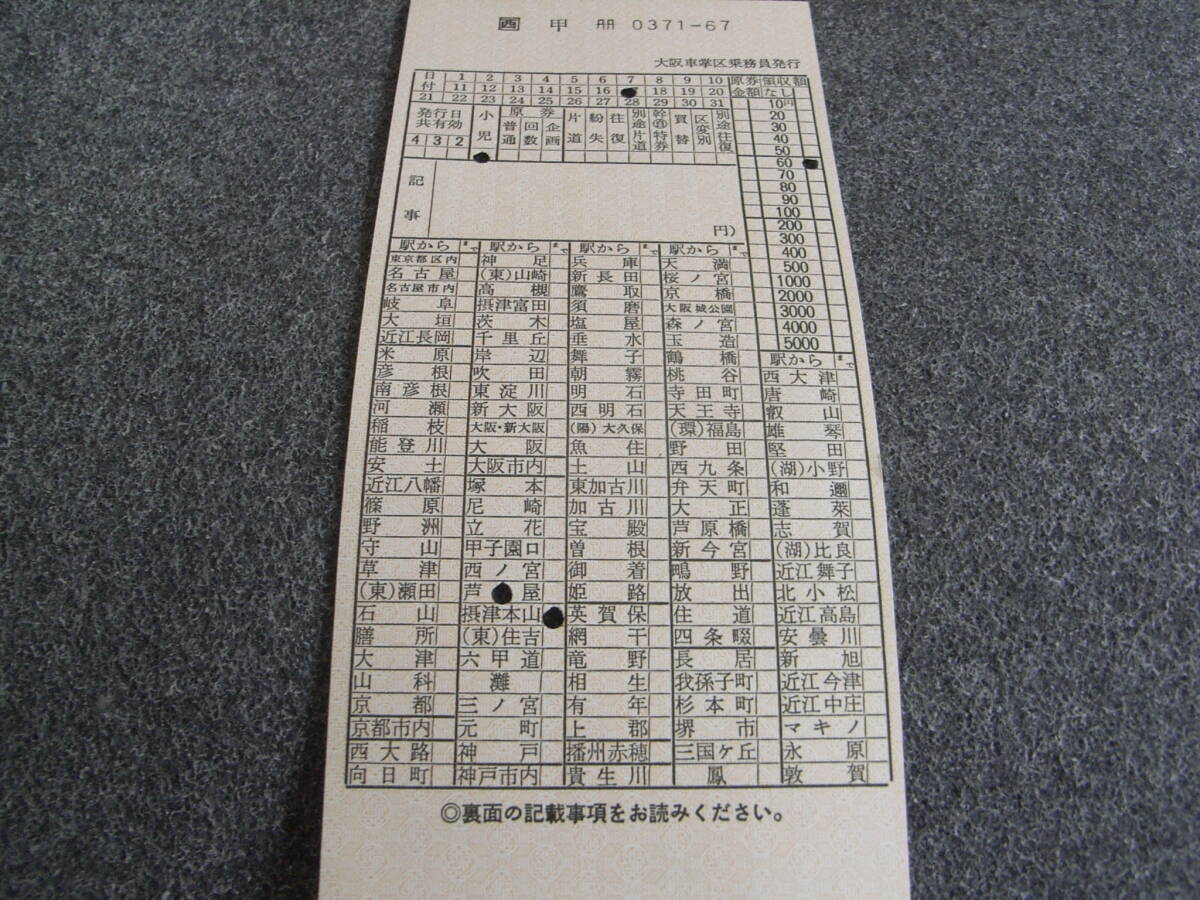 ㊄ 甲 冊 0371-67
大阪車掌区乗務員発行
日付 1 2 3 4 5 6 7 8 9 10 原券 領収額
11 12 13 14 15 16 18 19 20 金額 なし
21 22 23 24 25 26 27 28 29 30 31 10円
発行日共有効 小児 原券 普通 回数 企画 片道 紛失 往復 別途片道 幹㊐特券 買替 区変別 別途往復
4 3 2
20
30
40
50
60
70
80
90
100
200
300
400
500
1000
2000
3000
4000
5000
記事
円)
駅から まで 駅から まで 駅から まで 駅から まで
東京都区内 神足 兵庫 天満
名古屋 (東)山崎 新長田 桜ノ宮
名古屋市内 高槻 鷹取 京橋
岐阜 摂津富田 須磨 大阪城公園
大垣 茨木 塩屋 森ノ宮
近江長岡 千里丘 垂水 玉造 駅から まで
米原 岸辺 舞子 鶴橋 西大津
彦根 吹田 朝霧 桃谷 唐崎
南彦根 東淀川 明石 寺田町 叡山
河瀬 新大阪 西明石 天王寺 雄琴
稲枝 大阪・新大阪 (陽)大久保 (環)福島 堅田
能登川 大阪 魚住 野田 (湖)小野
安土 大阪市内 土山 西九条 和邇
近江八幡 塚本 東加古川 弁天町 蓬莱
篠原 尼崎 加古川 大正 志賀
野洲 立花 宝殿 芦原橋 (湖)比良
守山 甲子園口 曽根 新今宮 近江舞子
草津 西ノ宮 御着 鴫野 北小松
(東)瀬田 芦屋 姫路 放出 近江高島
石山 摂津本山 英賀保 住道 安曇川
膳所 (東)住吉 網干 四条畷 新旭
大津 六甲道 竜野 長居 近江今津
山科 灘 相生 我孫子町 近江中庄
京都 三ノ宮 有年 杉本町 マキノ
京都市内 元町 上郡 堺市 永原
西大路 神戸 播州赤穂 三国ケ丘 敦賀
向日町 神戸市内 貴生川 鳳
◎裏面の記載事項をお読みください。